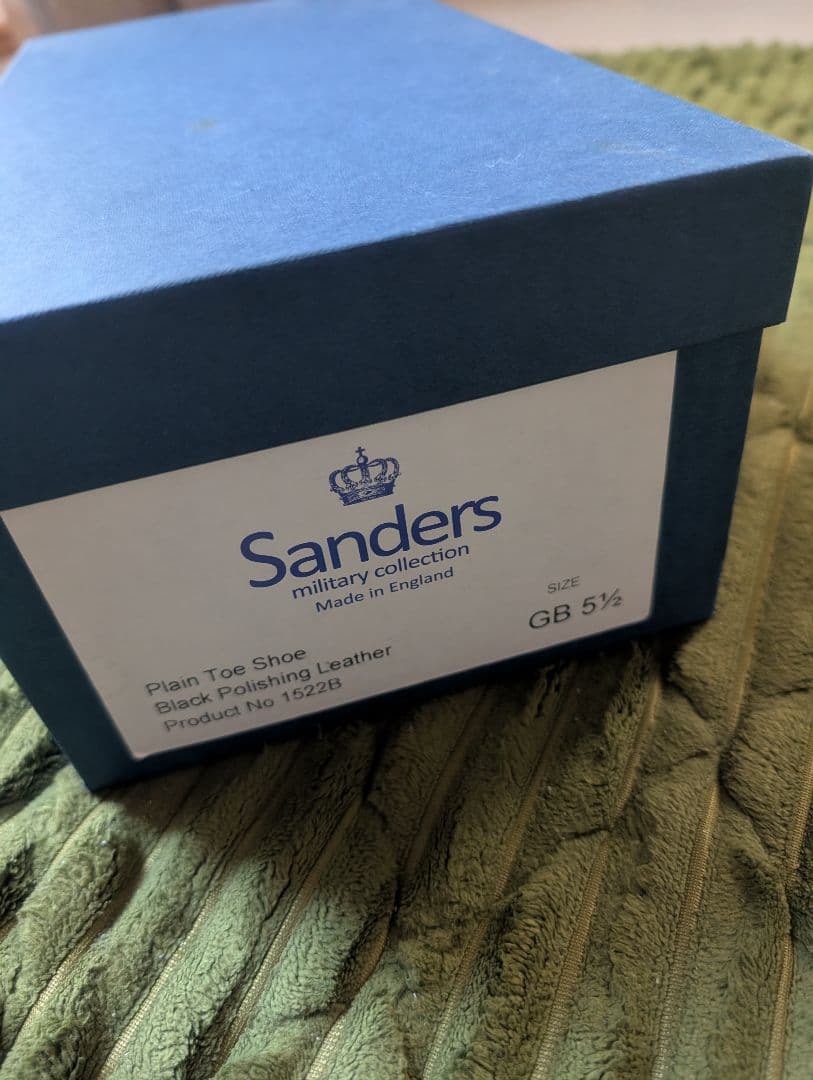 Sanders
military collection
Made in England
SIZE
GB 5½
Plain Toe Shoe
Black Polishing Leather
Product No 1522B